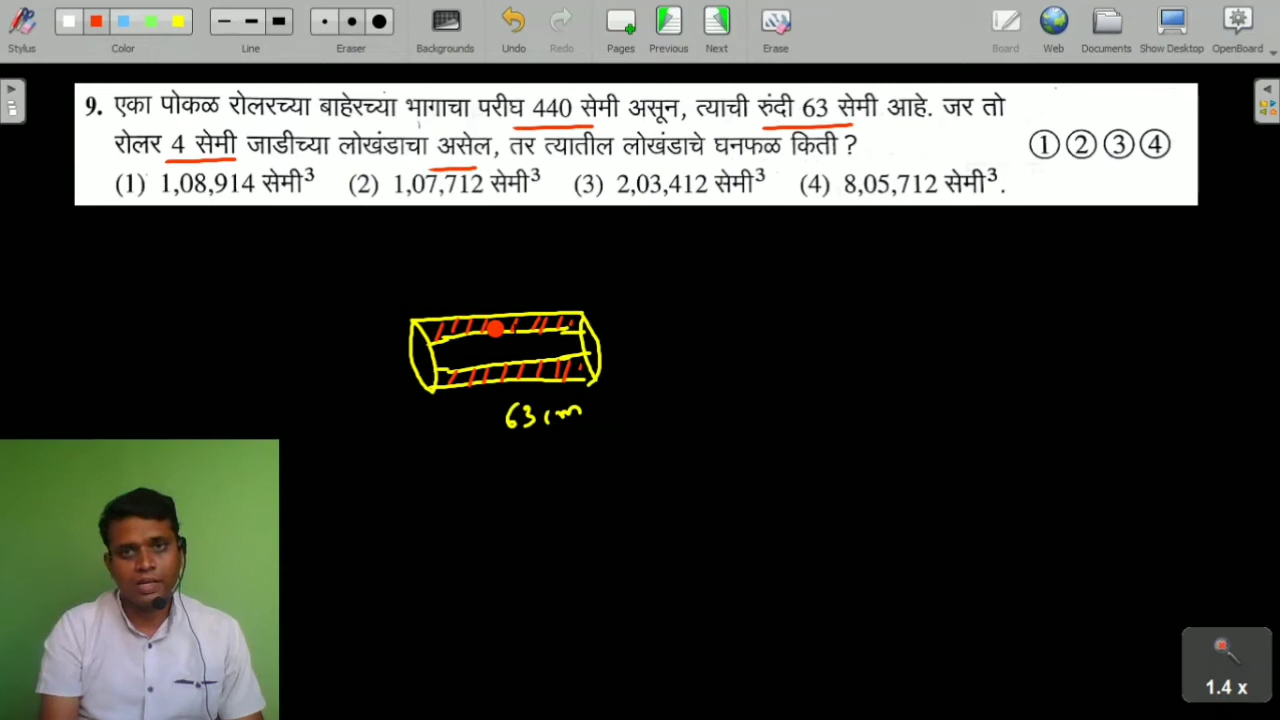 Stylus Color Line Eraser Backgrounds Undo Redo Pages Previous Next Erase Board Web Documents Show Desktop OpenBoard
9. एका पोकळ रोलरच्या बाहेरच्या भागाचा परीघ 440 सेमी असून, त्याची रुंदी 63 सेमी आहे. जर तो
रोलर 4 सेमी जाडीच्या लोखंडाचा असेल, तर त्यातील लोखंडाचे घनफळ किती ? ① ② ③ ④
(1) 1,08,914 सेमी³ (2) 1,07,712 सेमी³ (3) 2,03,412 सेमी³ (4) 8,05,712 सेमी³.
63 cm
1.4 x